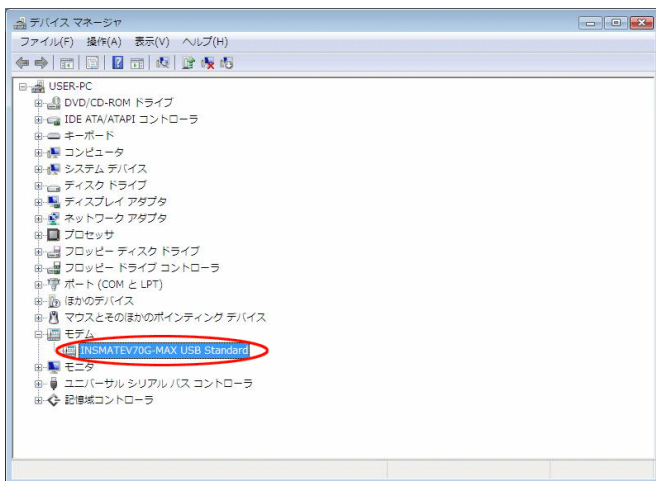 デバイス マネージャ
ファイル(F) 操作(A) 表示(V) ヘルプ(H)
USER-PC
DVD/CD-ROM ドライブ
IDE ATA/ATAPI コントローラ
キーボード
コンピュータ
システム デバイス
ディスク ドライブ
ディスプレイ アダプタ
ネットワーク アダプタ
プロセッサ
フロッピー ディスク ドライブ
フロッピー ドライブ コントローラ
ポート (COM と LPT)
ほかのデバイス
マウスとそのほかのポインティング デバイス
モデム
INSMATEV70G-MAX USB Standard
モニタ
ユニバーサル シリアル バス コントローラ
記憶域コントローラ